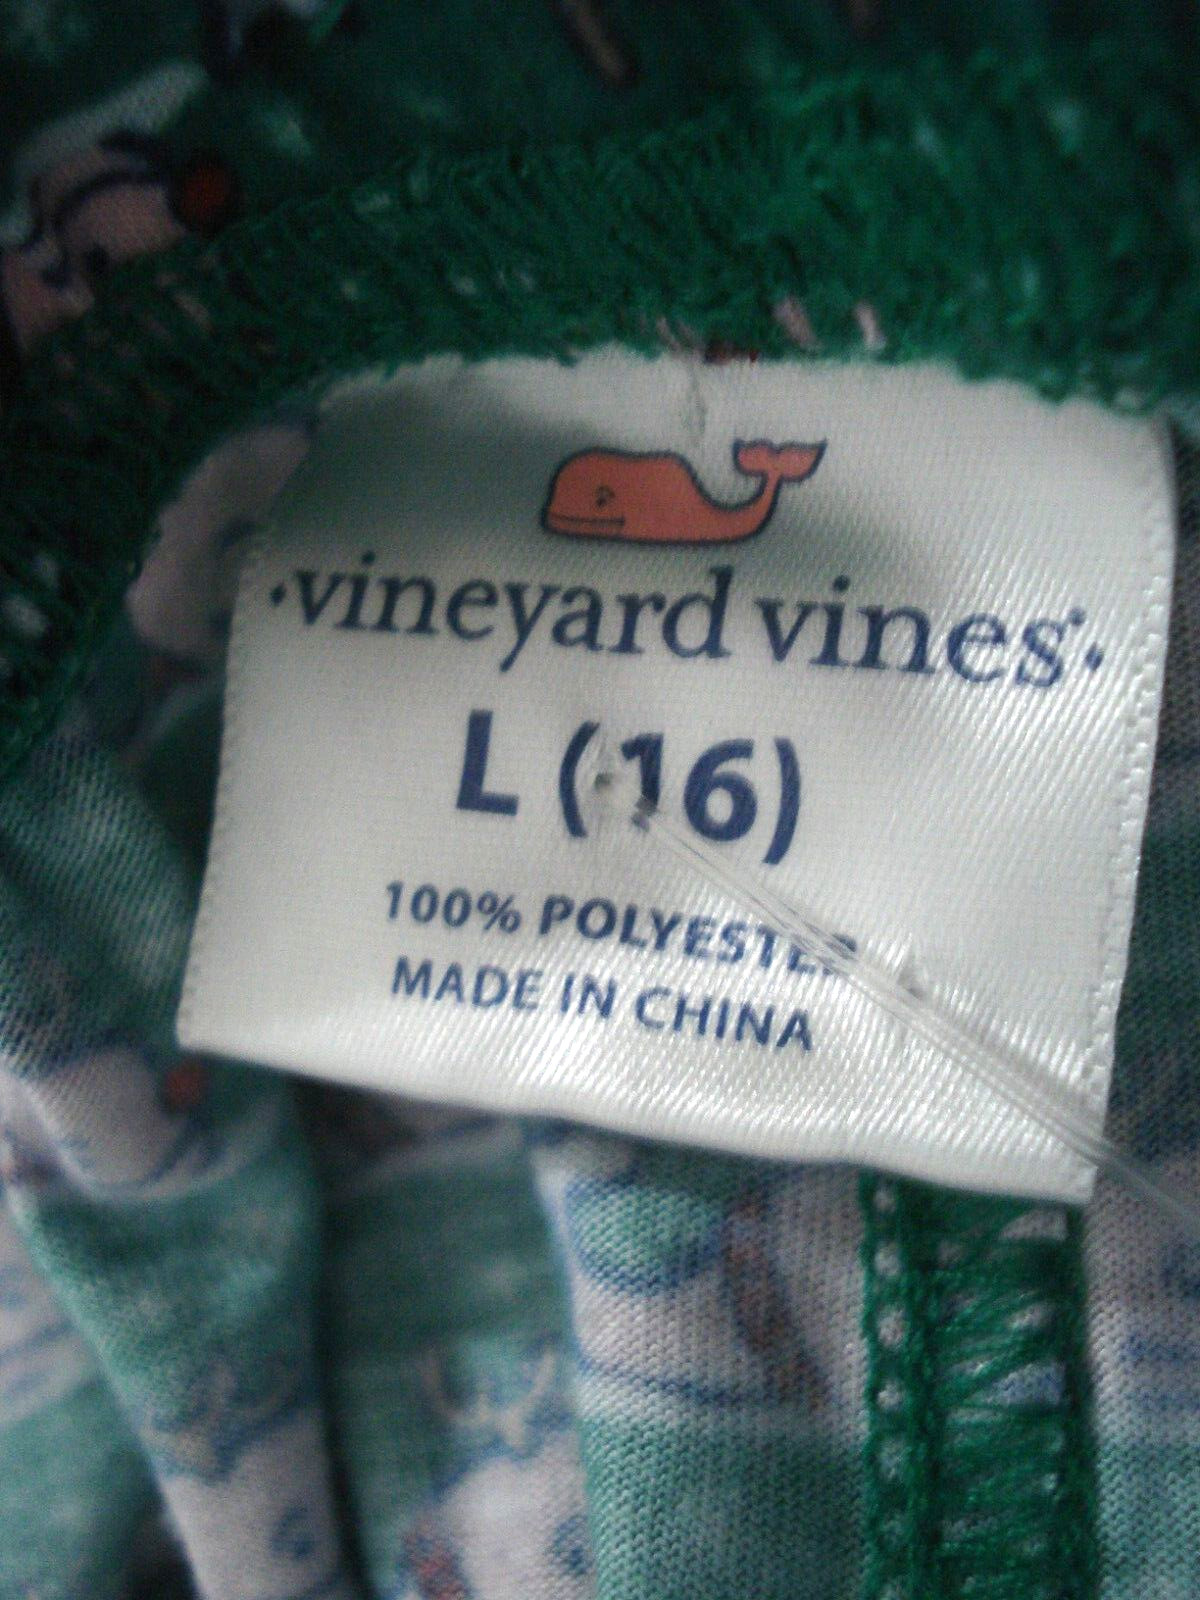 ·vineyard vines·
L (16)
100% POLYESTER
MADE IN CHINA